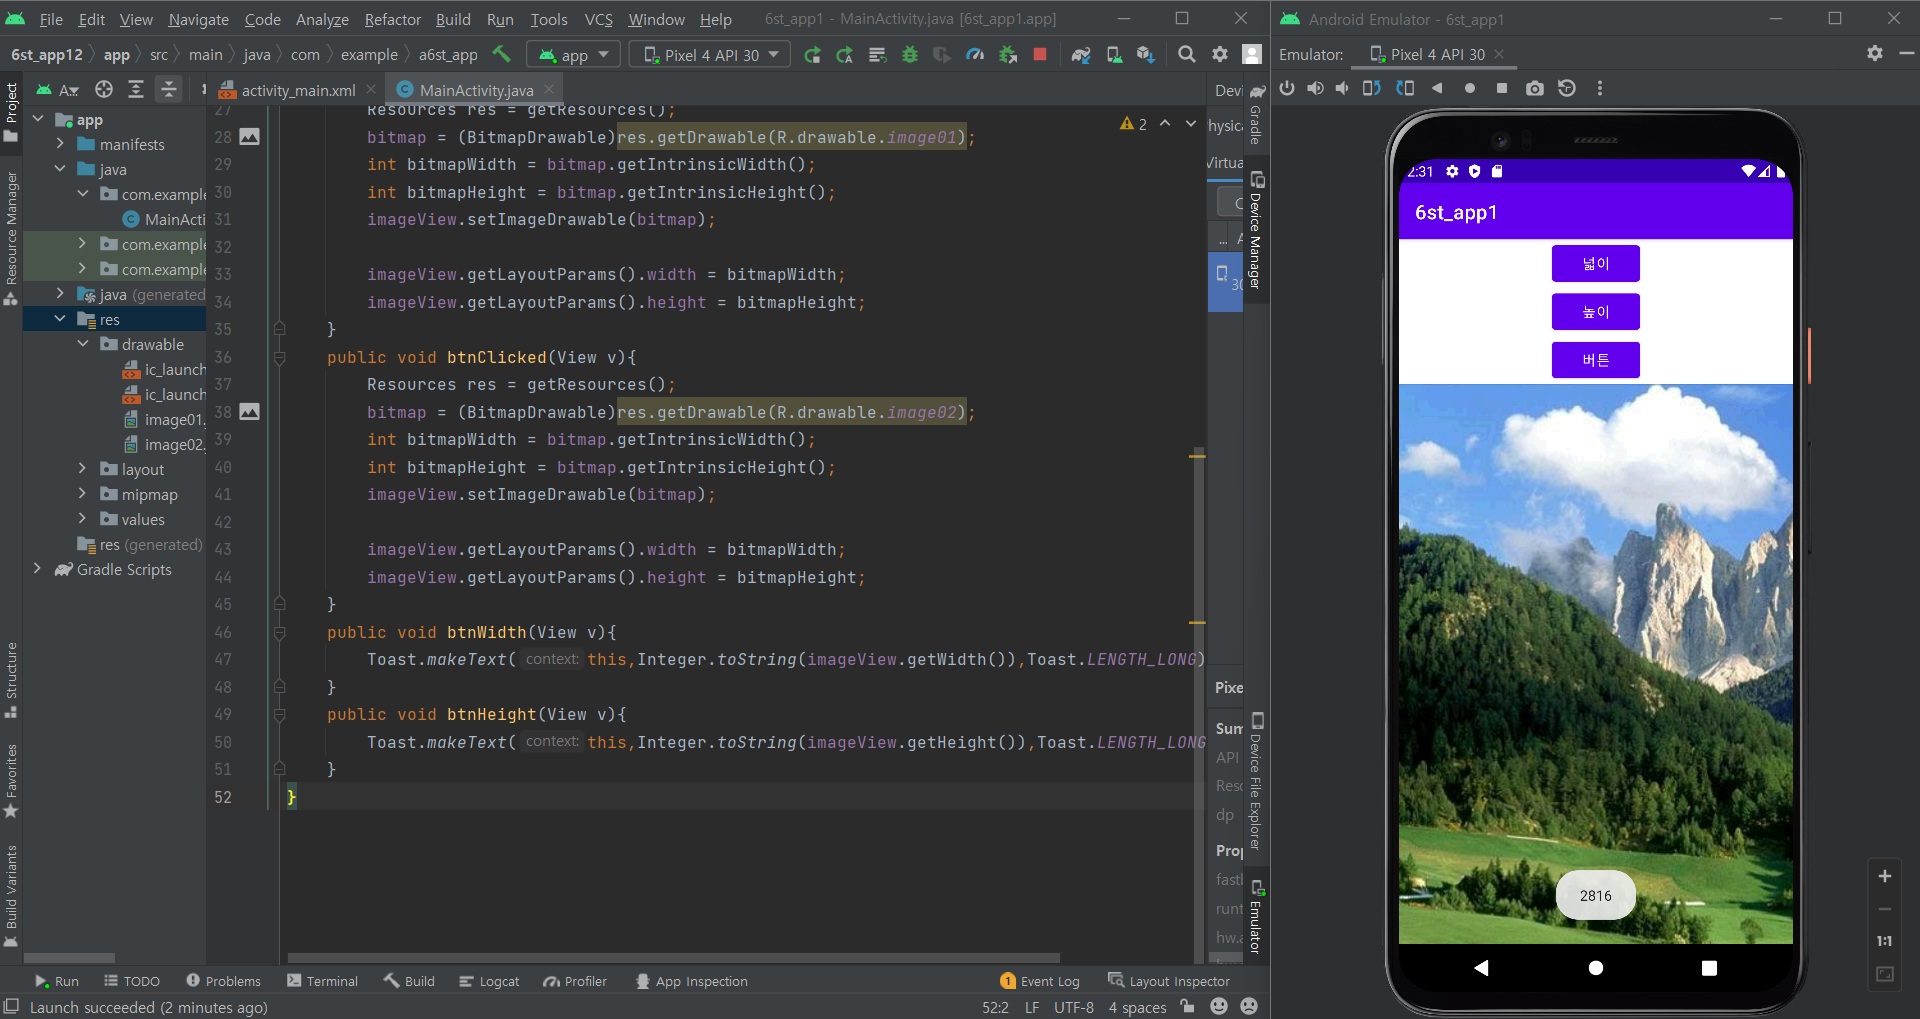 File Edit View Navigate Code Analyze Refactor Build Run Tools VCS Window Help 6st_app1 - MainActivity.java [6st_app1.app]
6st_app12 app src main java com example a6st_app app Pixel 4 API 30
Project
Resource Manager
Structure
Favorites
Build Variants
A...
app
manifests
java
com.example
MainActi
com.example
com.example
java (generated)
res
drawable
ic_launch
ic_launch
image01.
image02.
layout
mipmap
values
res (generated)
Gradle Scripts
activity_main.xml MainActivity.java
2
27 Resources res = getResources();
28 bitmap = (BitmapDrawable)res.getDrawable(R.drawable.image01);
29 int bitmapWidth = bitmap.getIntrinsicWidth();
30 int bitmapHeight = bitmap.getIntrinsicHeight();
31 imageView.setImageDrawable(bitmap);
32
33 imageView.getLayoutParams().width = bitmapWidth;
34 imageView.getLayoutParams().height = bitmapHeight;
35 }
36 public void btnClicked(View v){
37 Resources res = getResources();
38 bitmap = (BitmapDrawable)res.getDrawable(R.drawable.image02);
39 int bitmapWidth = bitmap.getIntrinsicWidth();
40 int bitmapHeight = bitmap.getIntrinsicHeight();
41 imageView.setImageDrawable(bitmap);
42
43 imageView.getLayoutParams().width = bitmapWidth;
44 imageView.getLayoutParams().height = bitmapHeight;
45 }
46 public void btnWidth(View v){
47 Toast.makeText( context: this,Integer.toString(imageView.getWidth()),Toast.LENGTH_LONG)
48 }
49 public void btnHeight(View v){
50 Toast.makeText( context: this,Integer.toString(imageView.getHeight()),Toast.LENGTH_LONG
51 }
52 }
Devi
hysica
Virtua
C
... A
30
Pixe
Sum
API
Reso
dp
Prop
fastb
runt
hw.a
Gradle
Device Manager
Device File Explorer
Emulator
Run TODO Problems Terminal Build Logcat Profiler App Inspection 1 Event Log Layout Inspector
Launch succeeded (2 minutes ago) 52:2 LF UTF-8 4 spaces
Android Emulator - 6st_app1
Emulator: Pixel 4 API 30
2:31
6st_app1
넓이
높이
버튼
2816
1:1